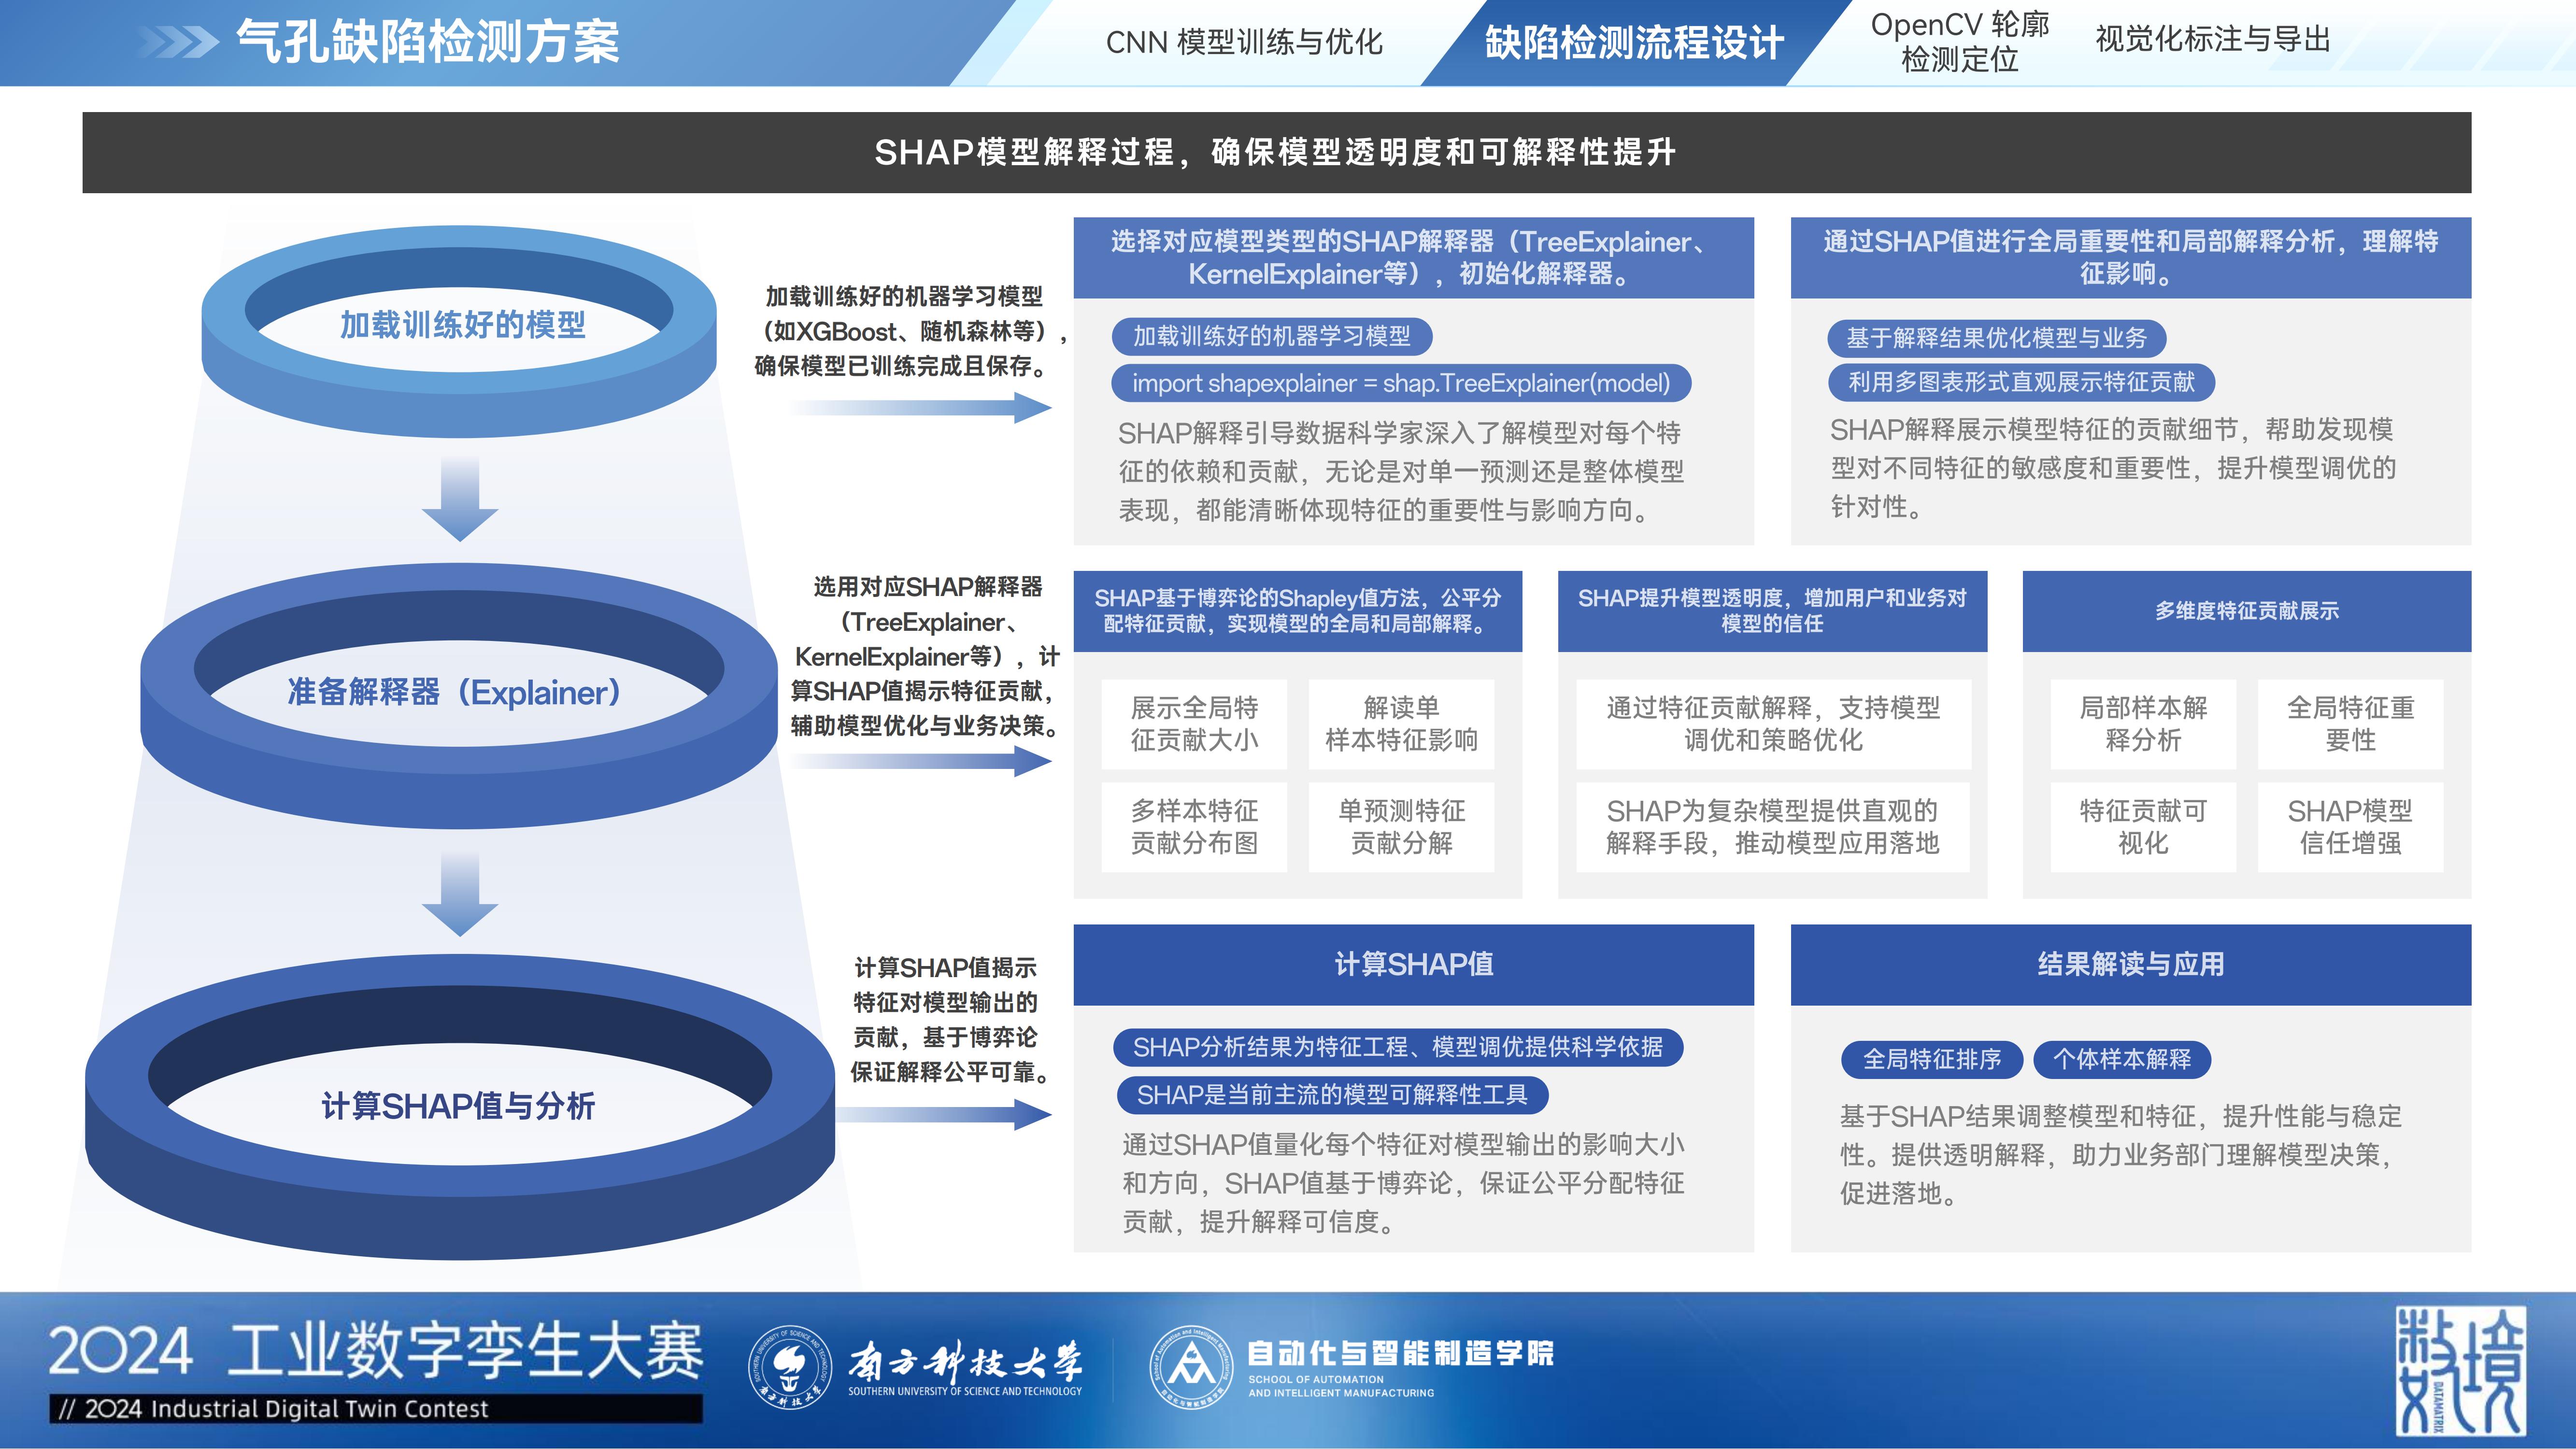 气孔缺陷检测方案
CNN 模型训练与优化
缺陷检测流程设计
OpenCV 轮廓
检测定位
视觉化标注与导出
SHAP模型解释过程，确保模型透明度和可解释性提升
加载训练好的模型
加载训练好的机器学习模型
（如XGBoost、随机森林等），
确保模型已训练完成且保存。
选择对应模型类型的SHAP解释器（TreeExplainer、
KernelExplainer等），初始化解释器。
加载训练好的机器学习模型
import shapexplainer = shap.TreeExplainer(model)
SHAP解释引导数据科学家深入了解模型对每个特
征的依赖和贡献，无论是对单一预测还是整体模型
表现，都能清晰体现特征的重要性与影响方向。
通过SHAP值进行全局重要性和局部解释分析，理解特
征影响。
基于解释结果优化模型与业务
利用多图表形式直观展示特征贡献
SHAP解释展示模型特征的贡献细节，帮助发现模
型对不同特征的敏感度和重要性，提升模型调优的
针对性。
准备解释器（Explainer）
选用对应SHAP解释器
（TreeExplainer、
KernelExplainer等），计
算SHAP值揭示特征贡献，
辅助模型优化与业务决策。
SHAP基于博弈论的Shapley值方法，公平分
配特征贡献，实现模型的全局和局部解释。
展示全局特
征贡献大小
解读单
样本特征影响
多样本特征
贡献分布图
单预测特征
贡献分解
SHAP提升模型透明度，增加用户和业务对
模型的信任
通过特征贡献解释，支持模型
调优和策略优化
SHAP为复杂模型提供直观的
解释手段，推动模型应用落地
多维度特征贡献展示
局部样本解
释分析
全局特征重
要性
特征贡献可
视化
SHAP模型
信任增强
计算SHAP值与分析
计算SHAP值揭示
特征对模型输出的
贡献，基于博弈论
保证解释公平可靠。
计算SHAP值
SHAP分析结果为特征工程、模型调优提供科学依据
SHAP是当前主流的模型可解释性工具
通过SHAP值量化每个特征对模型输出的影响大小
和方向，SHAP值基于博弈论，保证公平分配特征
贡献，提升解释可信度。
结果解读与应用
全局特征排序
个体样本解释
基于SHAP结果调整模型和特征，提升性能与稳定
性。提供透明解释，助力业务部门理解模型决策，
促进落地。
2024 工业数字孪生大赛
// 2024 Industrial Digital Twin Contest
南方科技大学
SOUTHERN UNIVERSITY OF SCIENCE AND TECHNOLOGY
自动化与智能制造学院
SCHOOL OF AUTOMATION
AND INTELLIGENT MANUFACTURING
数境
DATAMATRIX